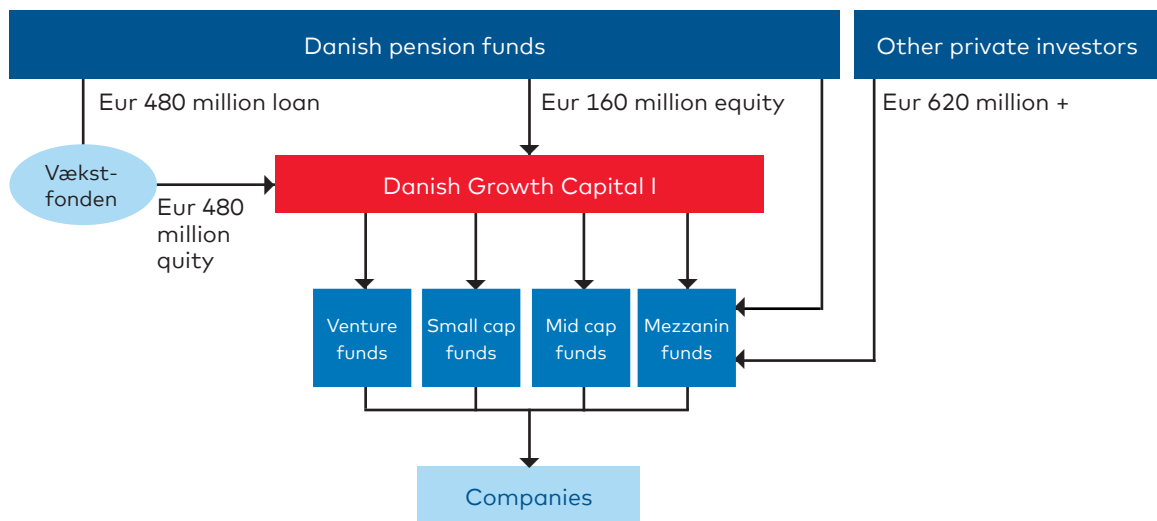 Danish pension funds
Other private investors
Eur 480 million loan
Eur 160 million equity
Eur 620 million +
Vækst-
fonden
Danish Growth Capital I
Eur 480
million
quity
Venture
funds
Small cap
funds
Mid cap
funds
Mezzanin
funds
Companies